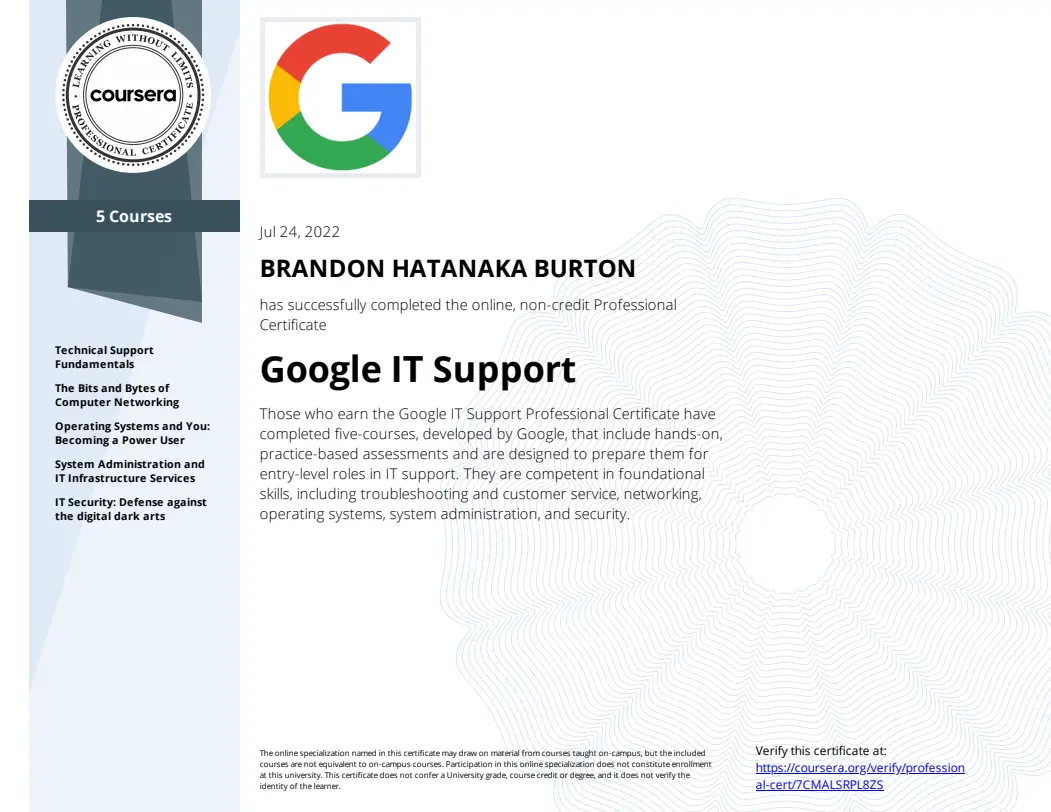 LEARNING WITHOUT LIMITS
coursera
PROFESSIONAL CERTIFICATE
5 Courses
Technical Support
Fundamentals
The Bits and Bytes of
Computer Networking
Operating Systems and You:
Becoming a Power User
System Administration and
IT Infrastructure Services
IT Security: Defense against
the digital dark arts
Jul 24, 2022
BRANDON HATANAKA BURTON
has successfully completed the online, non-credit Professional
Certificate
Google IT Support
Those who earn the Google IT Support Professional Certificate have
completed five-courses, developed by Google, that include hands-on,
practice-based assessments and are designed to prepare them for
entry-level roles in IT support. They are competent in foundational
skills, including troubleshooting and customer service, networking,
operating systems, system administration, and security.
The online specialization named in this certificate may draw on material from courses taught on-campus, but the included
courses are not equivalent to on-campus courses. Participation in this online specialization does not constitute enrollment
at this university. This certificate does not confer a University grade, course credit or degree, and it does not verify the
identity of the learner.
Verify this certificate at:
https://coursera.org/verify/profession
al-cert/7CMALSRPL8ZS